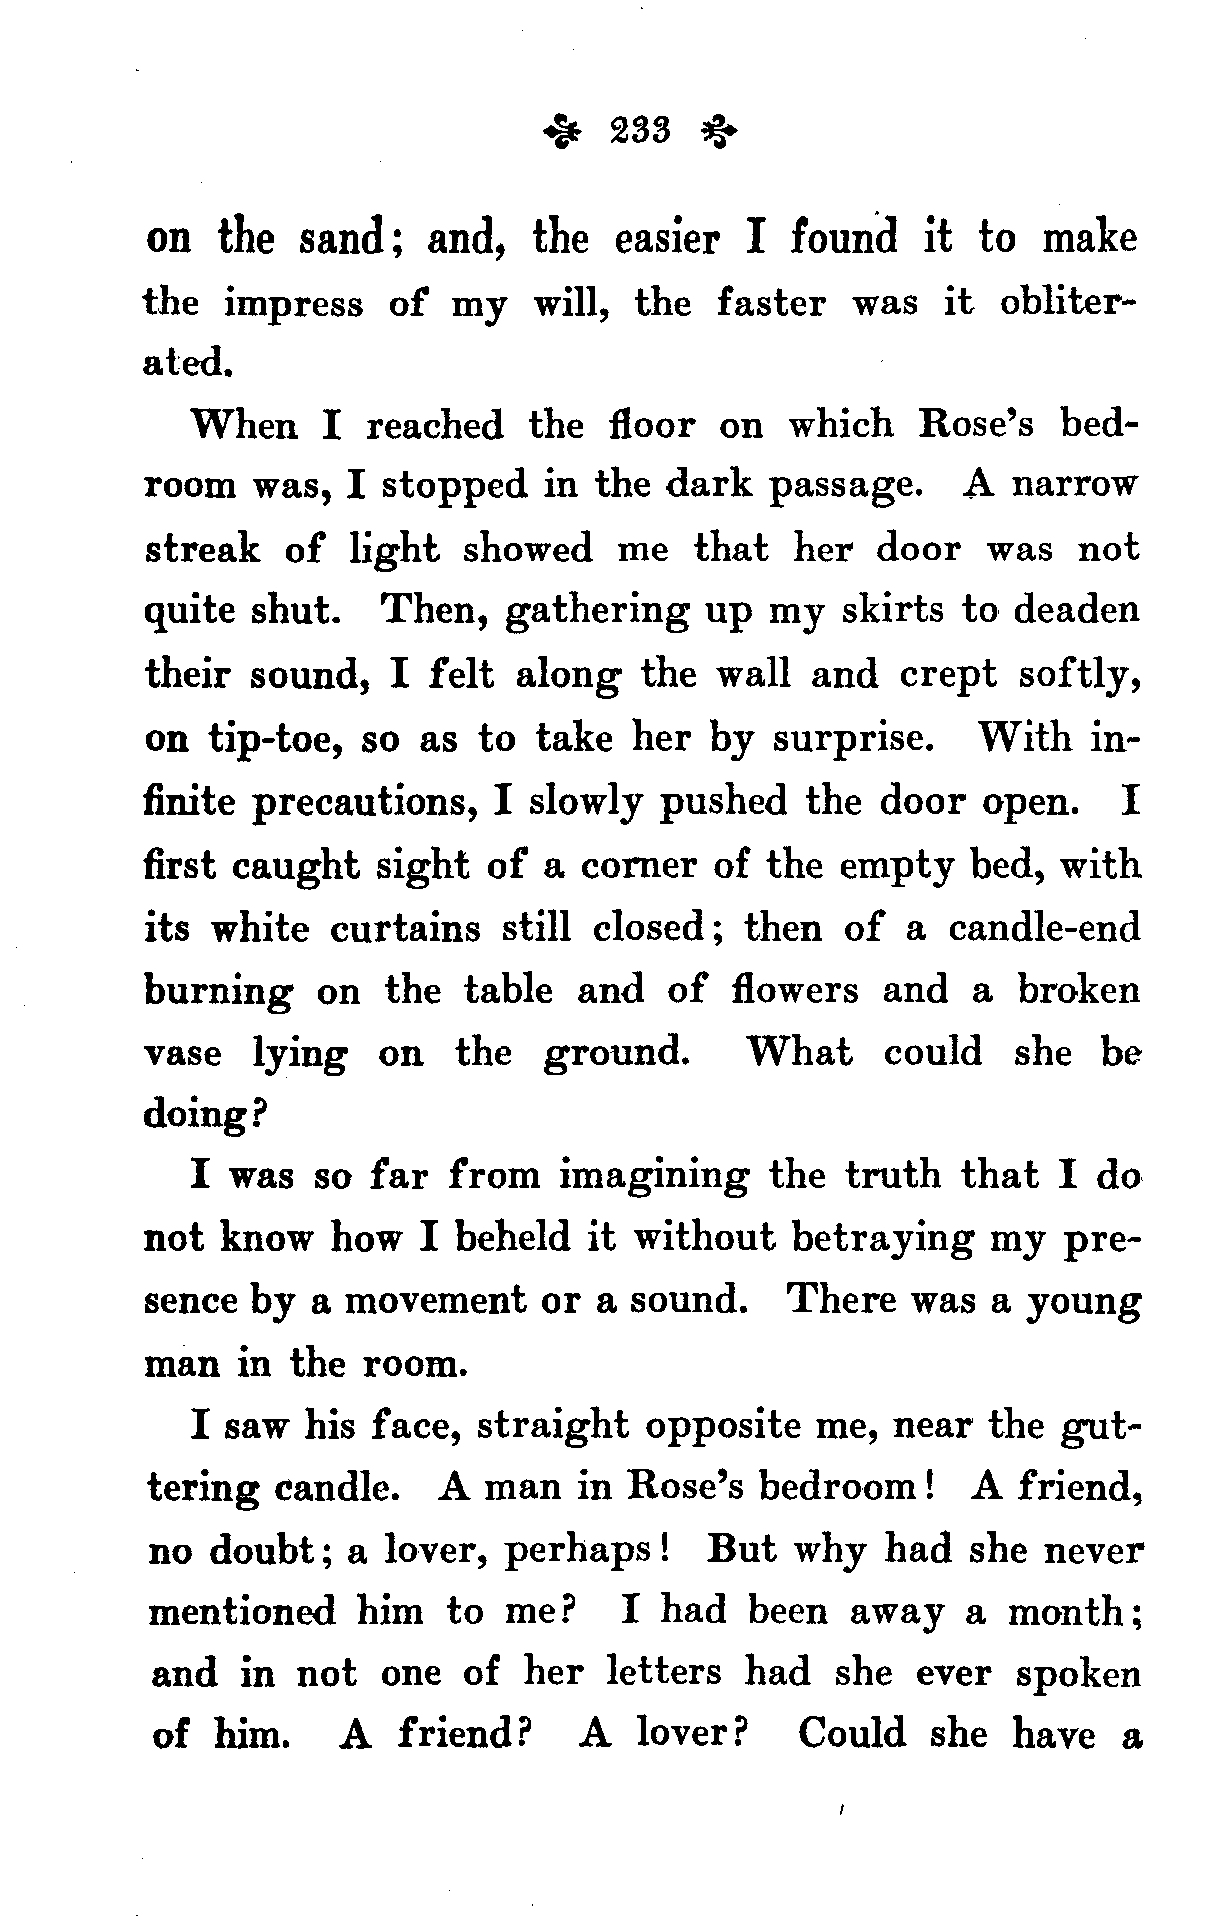 233
on the sand; and, the easier I found it to make
the impress of my will, the faster was it obliter-
ated.
When I reached the floor on which Rose's bed-
room was, I stopped in the dark passage. A narrow
streak of light showed me that her door was not
quite shut. Then, gathering up my skirts to deaden
their sound, I felt along the wall and crept softly,
on tip-toe, so as to take her by surprise. With in-
finite precautions, I slowly pushed the door open. I
first caught sight of a corner of the empty bed, with
its white curtains still closed; then of a candle-end
burning on the table and of flowers and a broken
vase lying on the ground. What could she be
doing?
I was so far from imagining the truth that I do
not know how I beheld it without betraying my pre-
sence by a movement or a sound. There was a young
man in the room.
I saw his face, straight opposite me, near the gut-
tering candle. A man in Rose's bedroom! A friend,
no doubt; a lover, perhaps! But why had she never
mentioned him to me? I had been away a month;
and in not one of her letters had she ever spoken
of him. A friend? A lover? Could she have a